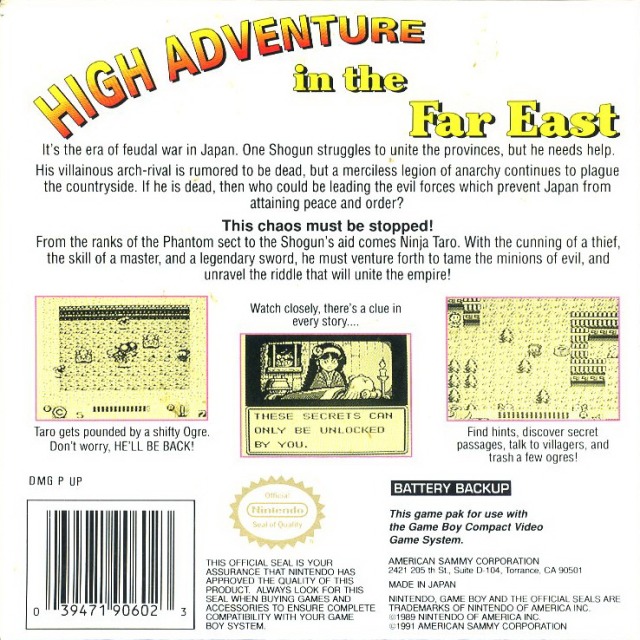 HIGH ADVENTURE
in the
Far East
It's the era of feudal war in Japan. One Shogun struggles to unite the provinces, but he needs help.
His villainous arch-rival is rumored to be dead, but a merciless legion of anarchy continues to plague
the countryside. If he is dead, then who could be leading the evil forces which prevent Japan from
attaining peace and order?
This chaos must be stopped!
From the ranks of the Phantom sect to the Shogun's aid comes Ninja Taro. With the cunning of a thief,
the skill of a master, and a legendary sword, he must venture forth to tame the minions of evil, and
unravel the riddle that will unite the empire!
Taro gets pounded by a shifty Ogre.
Don't worry, HE'LL BE BACK!
Watch closely, there's a clue in
every story....
THESE SECRETS CAN
ONLY BE UNLOCKED
BY YOU.
Find hints, discover secret
passages, talk to villagers, and
trash a few ogres!
DMG P UP
0 39471 90602 3
Official
Nintendo
Seal of Quality
THIS OFFICIAL SEAL IS YOUR
ASSURANCE THAT NINTENDO HAS
APPROVED THE QUALITY OF THIS
PRODUCT. ALWAYS LOOK FOR THIS
SEAL WHEN BUYING GAMES AND
ACCESSORIES TO ENSURE COMPLETE
COMPATIBILITY WITH YOUR GAME
BOY SYSTEM.
BATTERY BACKUP
This game pak for use with
the Game Boy Compact Video
Game System.
AMERICAN SAMMY CORPORATION
2421 205 th St., Suite D-104, Torrance, CA 90501
MADE IN JAPAN
NINTENDO, GAME BOY AND THE OFFICIAL SEALS ARE
TRADEMARKS OF NINTENDO OF AMERICA INC.
©1989 NINTENDO OF AMERICA INC.
©1991 AMERICAN SAMMY CORPORATION